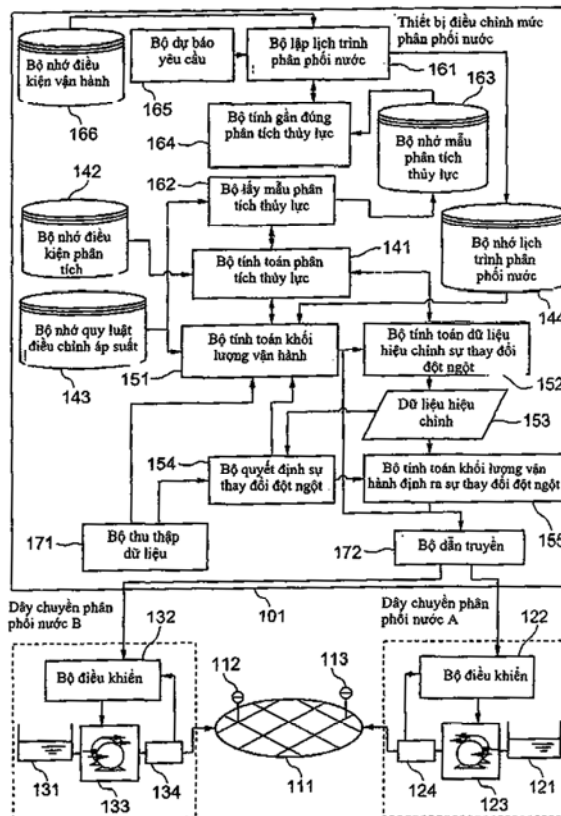 Thiết bị điều chỉnh mức
phân phối nước
Bộ nhớ điều
kiện vận hành
166
Bộ dự báo
yêu cầu
165
Bộ lập lịch trình
phân phối nước
161
163
Bộ tính gần đúng
phân tích thủy lực
164
Bộ nhớ mẫu
phân tích
thủy lực
142
162
Bộ lấy mẫu phân
tích thủy lực
Bộ nhớ điều
kiện phân
tích
Bộ tính toán phân
tích thủy lực
141
Bộ nhớ lịch
trình phân
phối nước
144
Bộ nhớ quy luật
điều chỉnh áp suất
143
Bộ tính toán khối
lượng vận hành
151
Bộ tính toán dữ liệu
hiệu chỉnh sự thay đổi
đột ngột
152
Dữ liệu hiệu
chỉnh
153
154
Bộ quyết định sự
thay đổi đột ngột
Bộ tính toán khối lượng vận
hành định ra sự thay đổi đột ngột
155
171
Bộ thu thập
dữ liệu
172
Bộ dẫn truyền
101
Dây chuyền phân
phối nước B
132
Bộ điều khiển
131
133
134
112
113
111
Dây chuyền phân
phối nước A
122
Bộ điều khiển
124
123
121